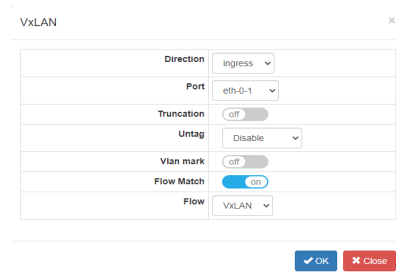 VxLAN ×
Direction ingress
Port eth-0-1
Truncation off
Untag Disable
Vlan mark off
Flow Match on
Flow VxLAN
OK Close